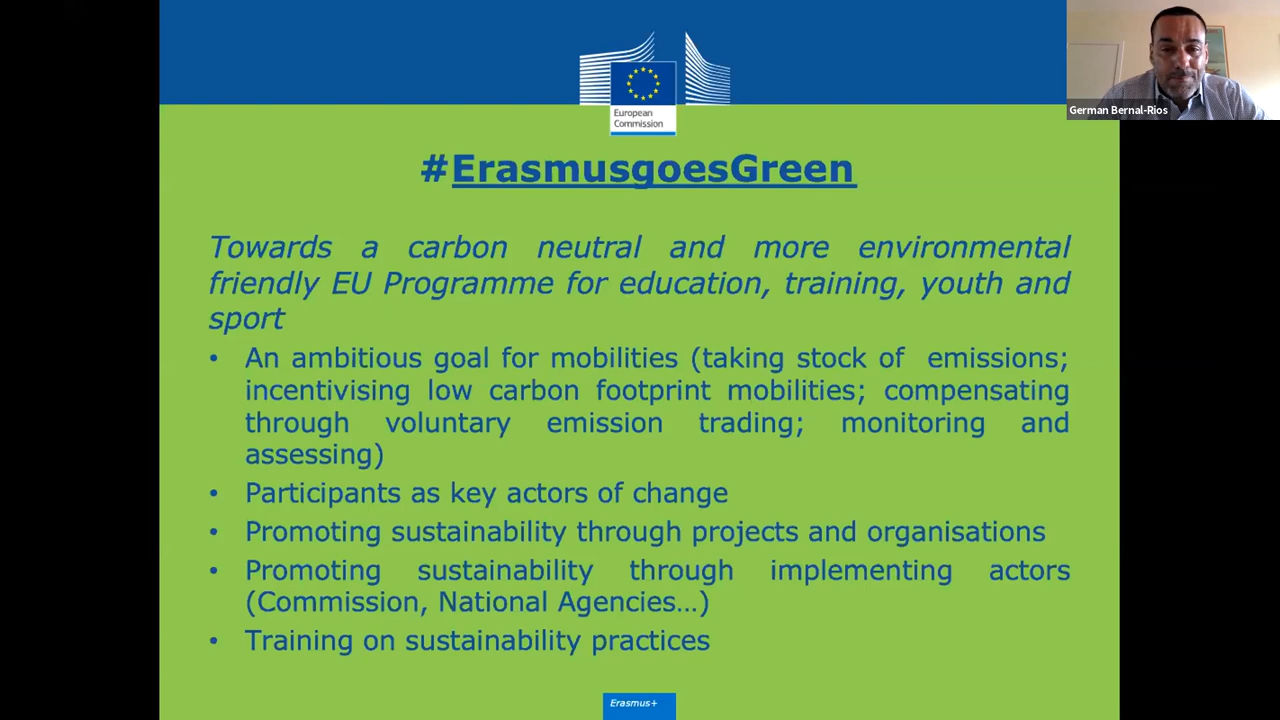 European
Commission
German Bernal-Rios
#ErasmusgoesGreen
Towards a carbon neutral and more environmental
friendly EU Programme for education, training, youth and
sport
• An ambitious goal for mobilities (taking stock of emissions;
incentivising low carbon footprint mobilities; compensating
through voluntary emission trading; monitoring and
assessing)
• Participants as key actors of change
• Promoting sustainability through projects and organisations
• Promoting sustainability through implementing actors
(Commission, National Agencies…)
• Training on sustainability practices
Erasmus+